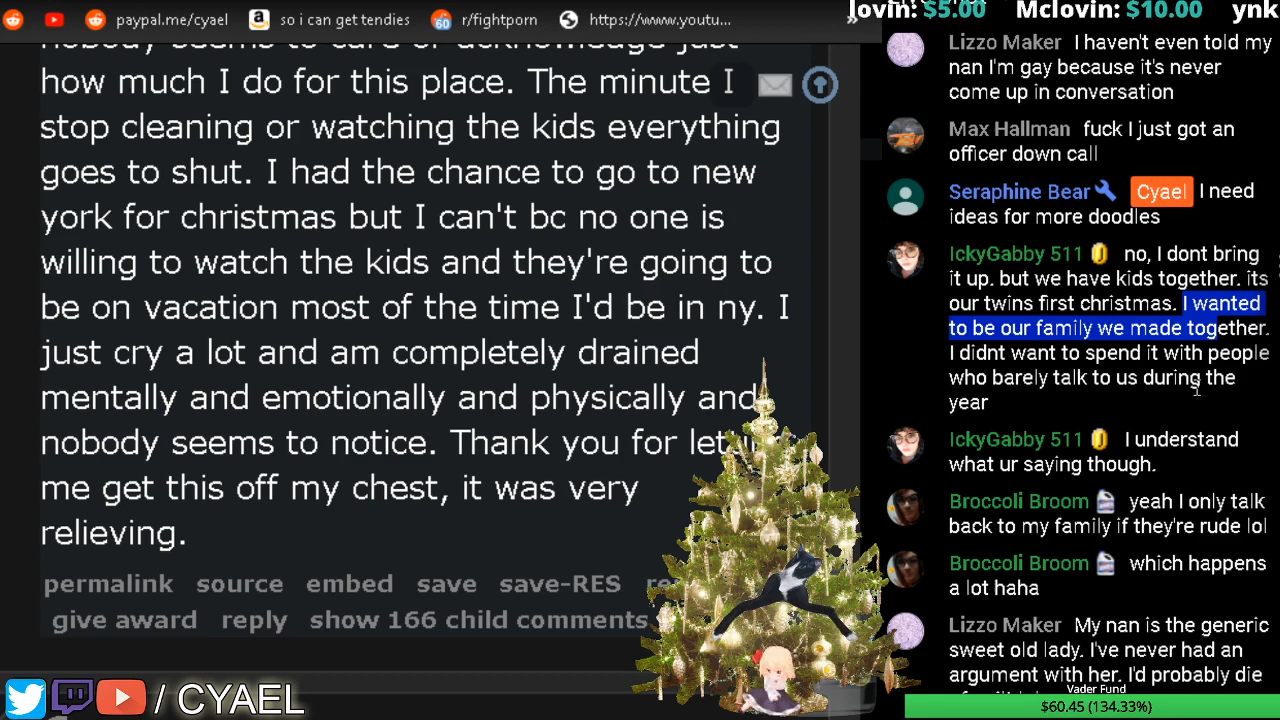 paypal.me/cyael so i can get tendies 60 r/fightporn https://www.youtu... »
lovin: $5.00 Mclovin: $10.00 ynk
nobody seems to care or acknowledge just
how much I do for this place. The minute I
stop cleaning or watching the kids everything
goes to shut. I had the chance to go to new
york for christmas but I can't bc no one is
willing to watch the kids and they're going to
be on vacation most of the time I'd be in ny. I
just cry a lot and am completely drained
mentally and emotionally and physically and
nobody seems to notice. Thank you for
me get this off my chest, it was very
relieving.
permalink source embed save save-RES
give award reply show 166 child comments
/ CYAEL
Lizzo Maker I haven't even told my
nan I'm gay because it's never
come up in conversation
Max Hallman fuck I just got an
officer down call
Seraphine Bear Cyael I need
ideas for more doodles
IckyGabby 511 no, I dont bring
it up. but we have kids together. its
our twins first christmas. I wanted
to be our family we made together.
I didnt want to spend it with people
who barely talk to us during the
year
IckyGabby 511 I understand
what ur saying though.
Broccoli Broom yeah I only talk
back to my family if they're rude lol
Broccoli Broom which happens
a lot haha
Lizzo Maker My nan is the generic
sweet old lady. I've never had an
argument with her. I'd probably die
Vader Fund
$60.45 (134.33%)